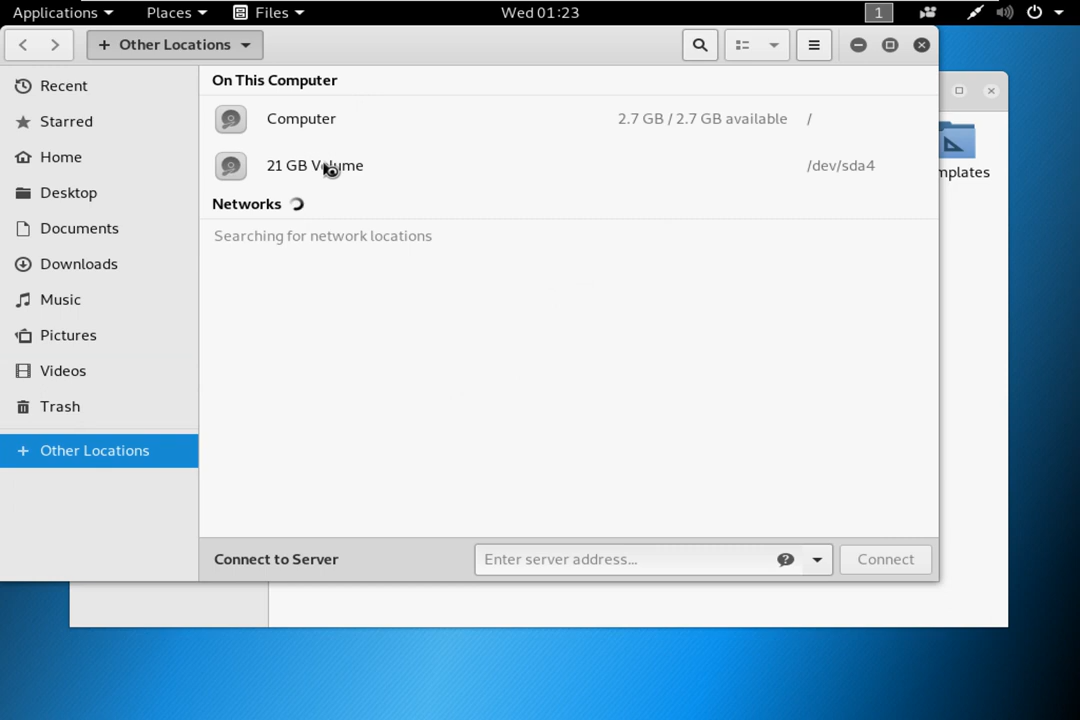 Applications Places Files Wed 01:23 1
+ Other Locations
On This Computer
Recent
Starred
Home
Desktop
Documents
Downloads
Music
Pictures
Videos
Trash
+ Other Locations
Computer 2.7 GB / 2.7 GB available /
21 GB Volume /dev/sda4
Networks
Searching for network locations
Connect to Server Enter server address... ? Connect
mplates